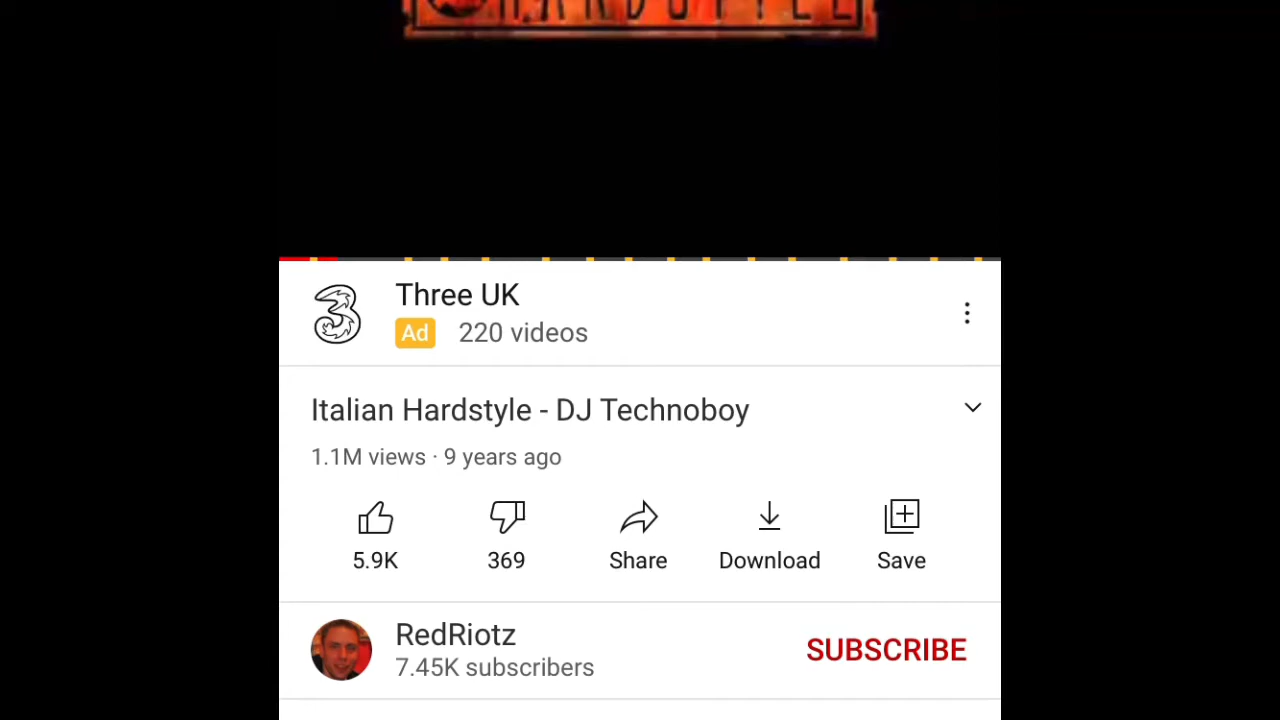 HARDSTYLE
Three UK
Ad 220 videos
Italian Hardstyle - DJ Technoboy
1.1M views · 9 years ago
5.9K 369 Share Download Save
RedRiotz
SUBSCRIBE
7.45K subscribers